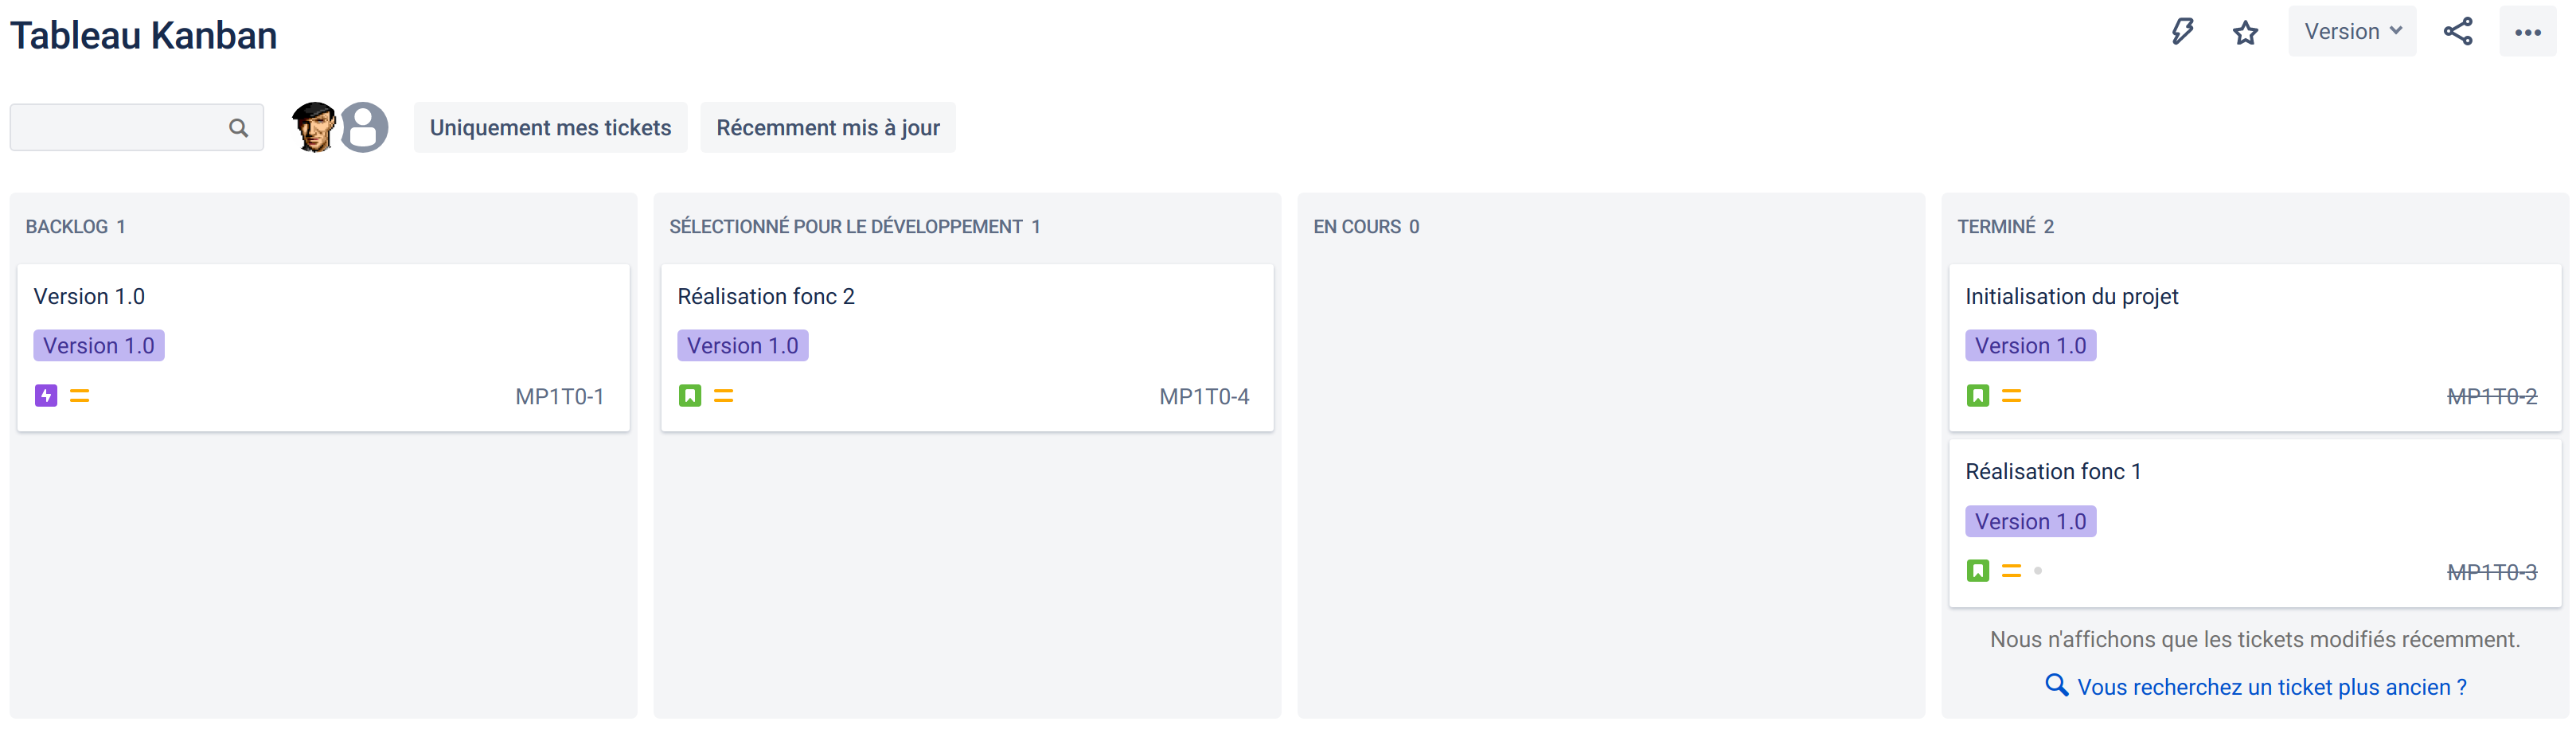 Tableau Kanban
Version
Uniquement mes tickets
Récemment mis à jour
BACKLOG 1
Version 1.0
Version 1.0
MP1T0-1
SÉLECTIONNÉ POUR LE DÉVELOPPEMENT 1
Réalisation fonc 2
Version 1.0
MP1T0-4
EN COURS 0
TERMINÉ 2
Initialisation du projet
Version 1.0
MP1T0-2
Réalisation fonc 1
Version 1.0
MP1T0-3
Nous n'affichons que les tickets modifiés récemment.
Vous recherchez un ticket plus ancien ?